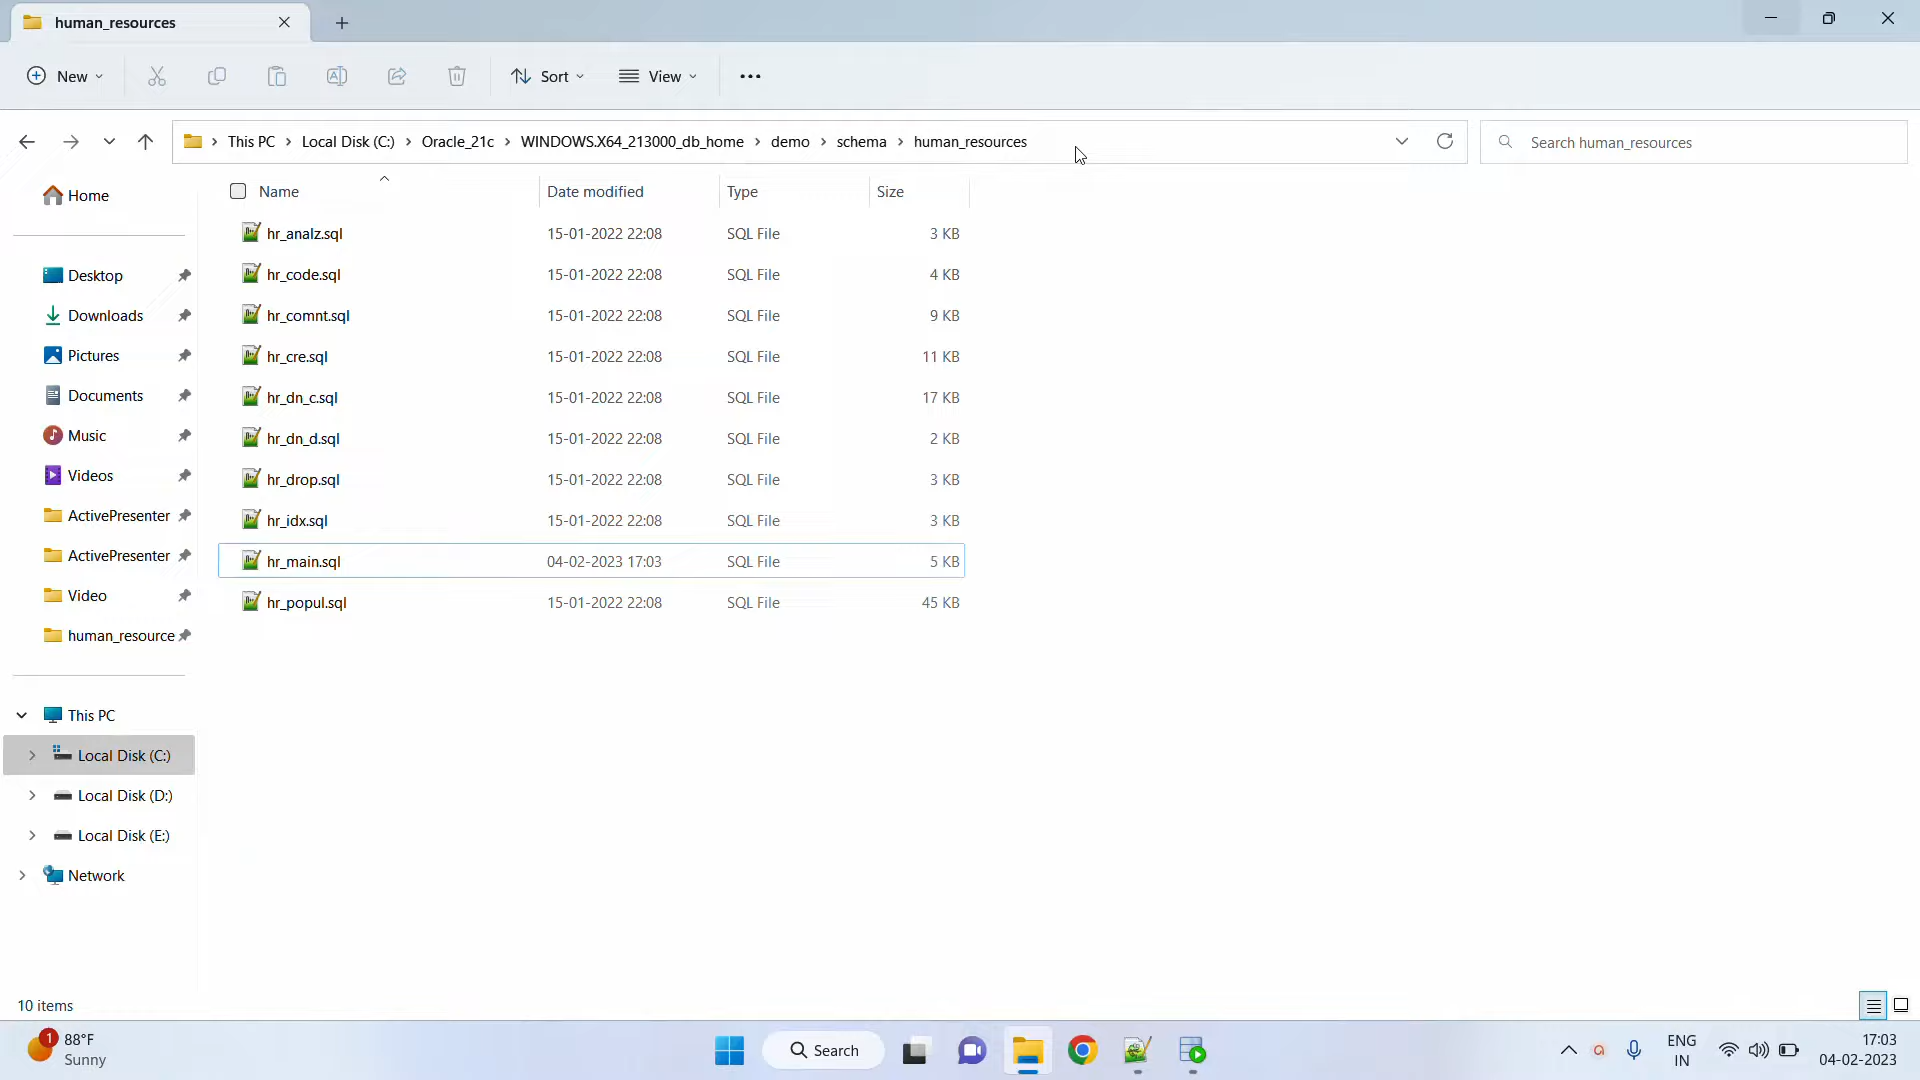 human_resources
New
Sort
View
This PC
Local Disk (C:)
Oracle_21c
WINDOWS.X64_213000_db_home
demo
schema
human_resources
Search human_resources
Home
Desktop
Downloads
Pictures
Documents
Music
Videos
ActivePresenter
ActivePresenter
Video
human_resource
This PC
Local Disk (C:)
Local Disk (D:)
Local Disk (E:)
Network
Name Date modified Type Size
hr_analz.sql 15-01-2022 22:08 SQL File 3 KB
hr_code.sql 15-01-2022 22:08 SQL File 4 KB
hr_comnt.sql 15-01-2022 22:08 SQL File 9 KB
hr_cre.sql 15-01-2022 22:08 SQL File 11 KB
hr_dn_c.sql 15-01-2022 22:08 SQL File 17 KB
hr_dn_d.sql 15-01-2022 22:08 SQL File 2 KB
hr_drop.sql 15-01-2022 22:08 SQL File 3 KB
hr_idx.sql 15-01-2022 22:08 SQL File 3 KB
hr_main.sql 04-02-2023 17:03 SQL File 5 KB
hr_popul.sql 15-01-2022 22:08 SQL File 45 KB
10 items
1
88°F
Sunny
Search
ENG
IN
17:03
04-02-2023